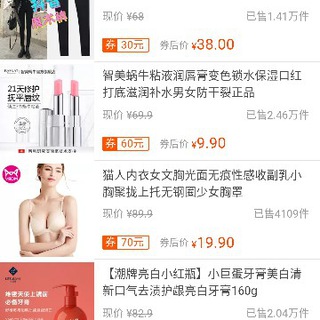 现价 ¥68
已售1.41万件
券 30元 券后价 ¥38.00
智美蜗牛粘液润唇膏变色锁水保湿口红
打底滋润补水男女防干裂正品
现价 ¥69.9
已售2.46万件
券 60元 券后价 ¥9.90
21天修护
抚平唇纹
猫人内衣女文胸光面无痕性感收副乳小
胸聚拢上托无钢圈少女胸罩
现价 ¥89.9
已售4109件
券 70元 券后价 ¥19.90
【潮牌亮白小红瓶】小巨蛋牙膏美白清
新口气去渍护龈亮白牙膏160g
现价 ¥82.9
已售2.04万件